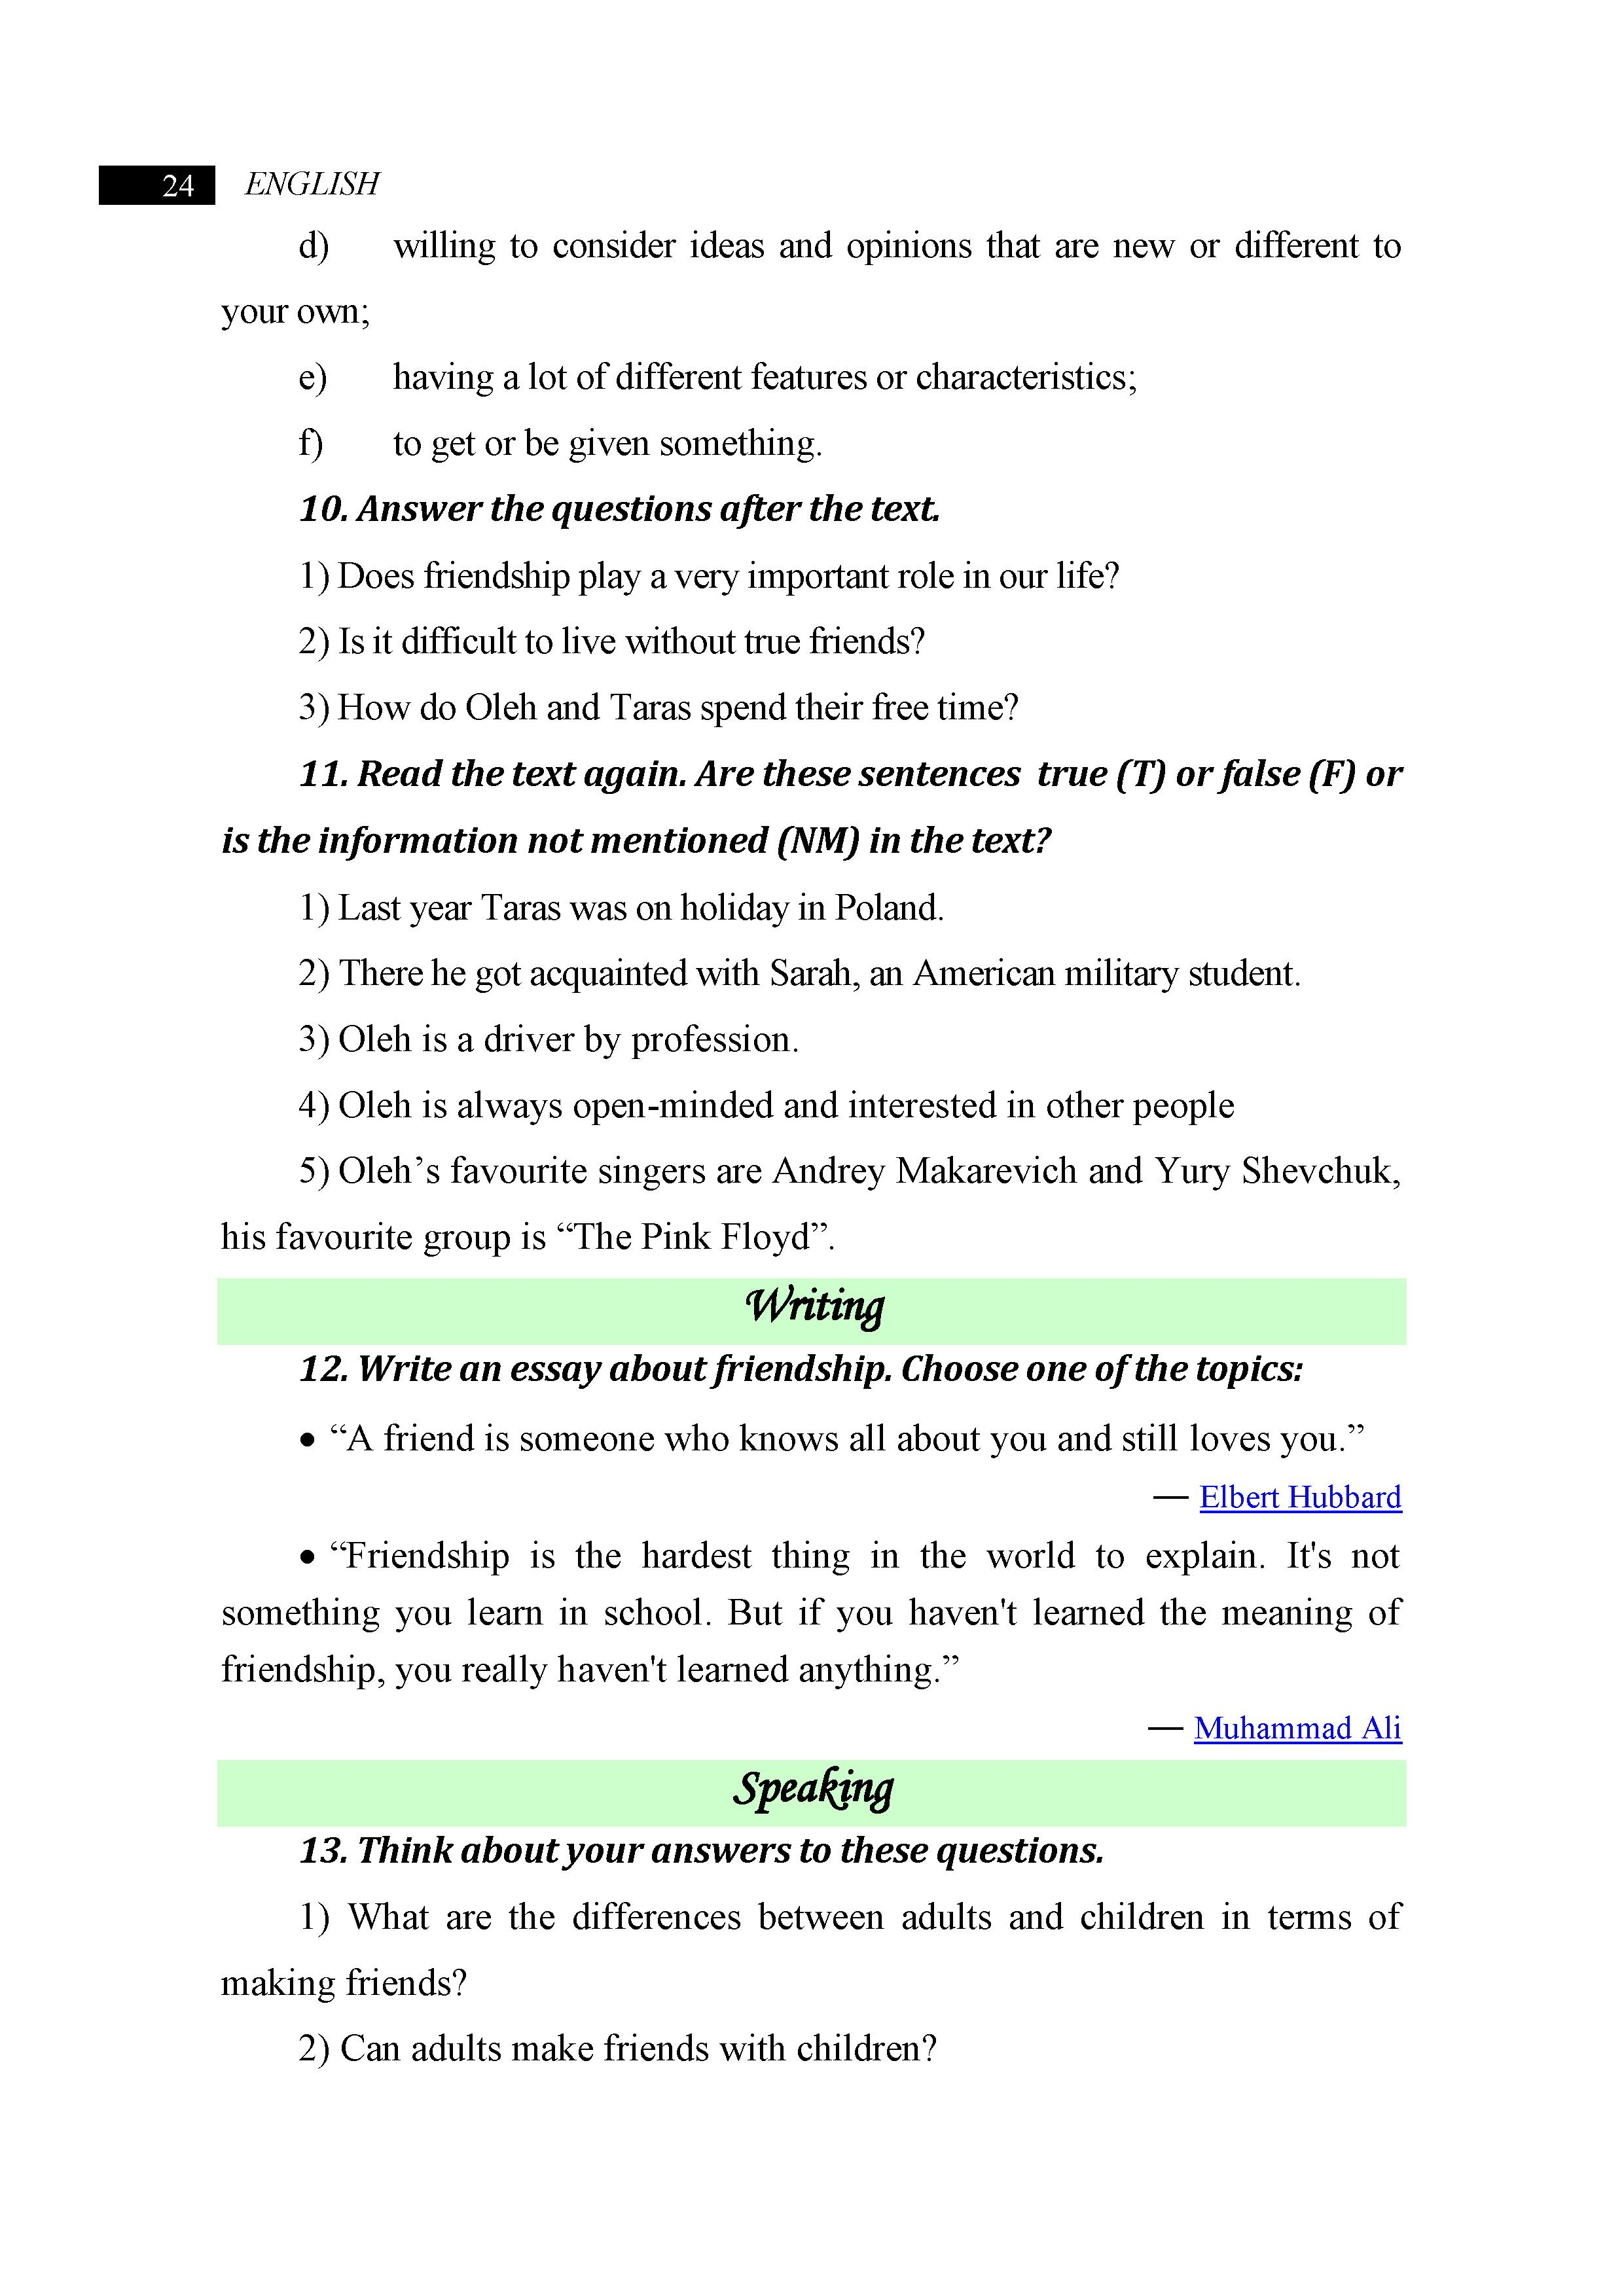 24 ENGLISH
d) willing to consider ideas and opinions that are new or different to
your own;
e) having a lot of different features or characteristics;
f) to get or be given something.
10. Answer the questions after the text.
1) Does friendship play a very important role in our life?
2) Is it difficult to live without true friends?
3) How do Oleh and Taras spend their free time?
11. Read the text again. Are these sentences true (T) or false (F) or
is the information not mentioned (NM) in the text?
1) Last year Taras was on holiday in Poland.
2) There he got acquainted with Sarah, an American military student.
3) Oleh is a driver by profession.
4) Oleh is always open-minded and interested in other people
5) Oleh’s favourite singers are Andrey Makarevich and Yury Shevchuk,
his favourite group is “The Pink Floyd”.
Writing
12. Write an essay about friendship. Choose one of the topics:
• “A friend is someone who knows all about you and still loves you.”
— Elbert Hubbard
• “Friendship is the hardest thing in the world to explain. It's not
something you learn in school. But if you haven't learned the meaning of
friendship, you really haven't learned anything.”
— Muhammad Ali
Speaking
13. Think about your answers to these questions.
1) What are the differences between adults and children in terms of
making friends?
2) Can adults make friends with children?